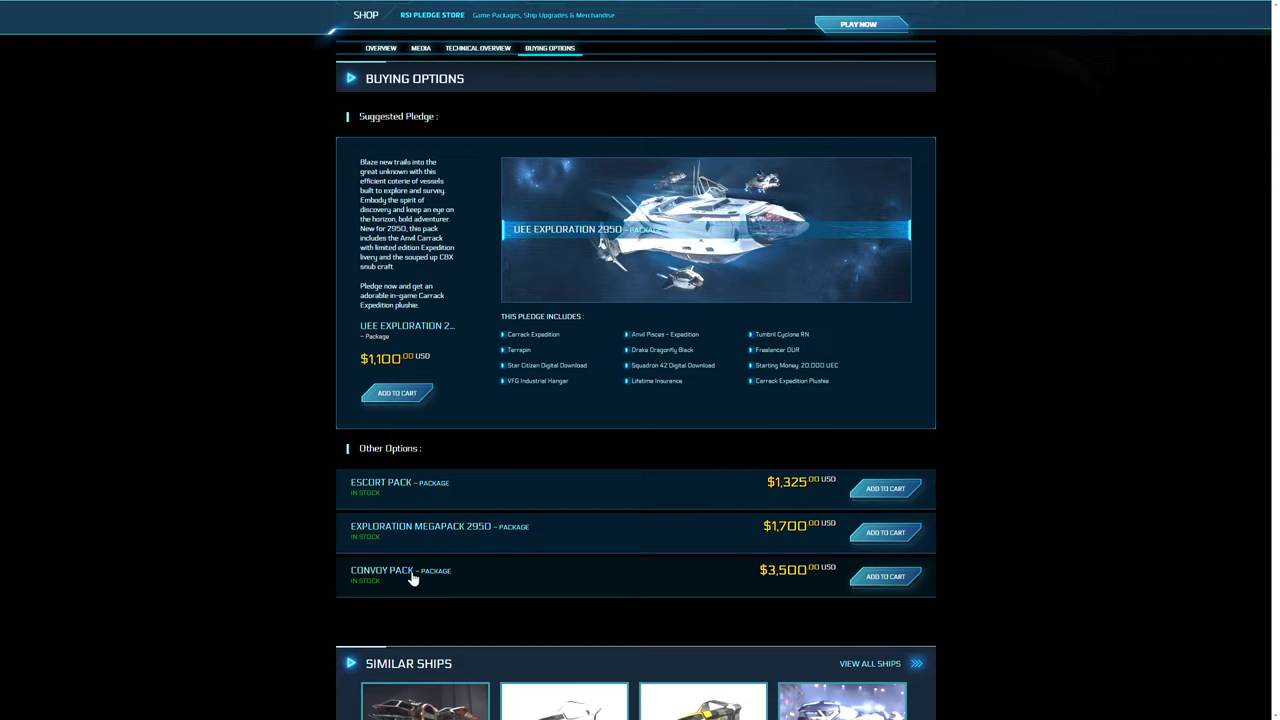 SHOP
RSI PLEDGE STORE Game Packages, Ship Upgrades & Merchandise
PLAY NOW
OVERVIEW MEDIA TECHNICAL OVERVIEW BUYING OPTIONS
BUYING OPTIONS
Suggested Pledge :
Blaze new trails into the
great unknown with this
efficient coterie of vessels
built to explore and survey.
Embody the spirit of
discovery and keep an eye on
the horizon, bold adventurer.
New for 2950, this pack
includes the Anvil Carrack
with limited edition Expedition
livery and the souped up C8X
snub craft.
Pledge now and get an
adorable in-game Carrack
Expedition plushie.
UEE EXPLORATION 2...
– Package
$1,100.00 USD
ADD TO CART
UEE EXPLORATION 2950 – PACKAGE
THIS PLEDGE INCLUDES :
Carrack Expedition Anvil Pisces – Expedition Tumbril Cyclone RN
Terrapin Drake Dragonfly Black Freelancer DUR
Star Citizen Digital Download Squadron 42 Digital Download Starting Money: 20,000 UEC
VFG Industrial Hangar Lifetime Insurance Carrack Expedition Plushie
Other Options :
ESCORT PACK – PACKAGE
IN STOCK
$1,325.00 USD
ADD TO CART
EXPLORATION MEGAPACK 2950 – PACKAGE
IN STOCK
$1,700.00 USD
ADD TO CART
CONVOY PACK – PACKAGE
IN STOCK
$3,500.00 USD
ADD TO CART
SIMILAR SHIPS
VIEW ALL SHIPS